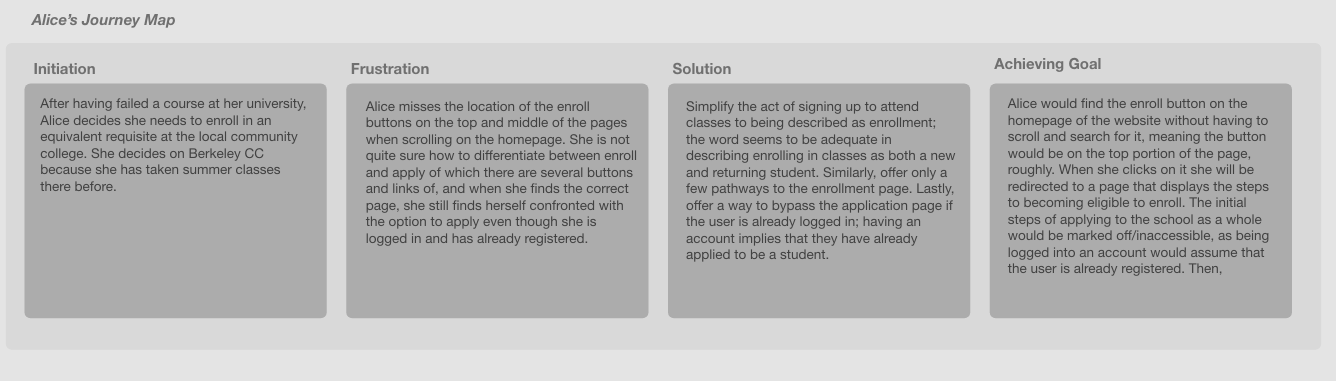 Alice's Journey Map
Initiation
After having failed a course at her university,
Alice decides she needs to enroll in an
equivalent requisite at the local community
college. She decides on Berkeley CC
because she has taken summer classes
there before.
Frustration
Alice misses the location of the enroll
buttons on the top and middle of the pages
when scrolling on the homepage. She is not
quite sure how to differentiate between enroll
and apply of which there are several buttons
and links of, and when she finds the correct
page, she still finds herself confronted with
the option to apply even though she is
logged in and has already registered.
Solution
Simplify the act of signing up to attend
classes to being described as enrollment;
the word seems to be adequate in
describing enrolling in classes as both a new
and returning student. Similarly, offer only a
few pathways to the enrollment page. Lastly,
offer a way to bypass the application page if
the user is already logged in; having an
account implies that they have already
applied to be a student.
Achieving Goal
Alice would find the enroll button on the
homepage of the website without having to
scroll and search for it, meaning the button
would be on the top portion of the page,
roughly. When she clicks on it she will be
redirected to a page that displays the steps
to becoming eligible to enroll. The initial
steps of applying to the school as a whole
would be marked off/inaccessible, as being
logged into an account would assume that
the user is already registered. Then,